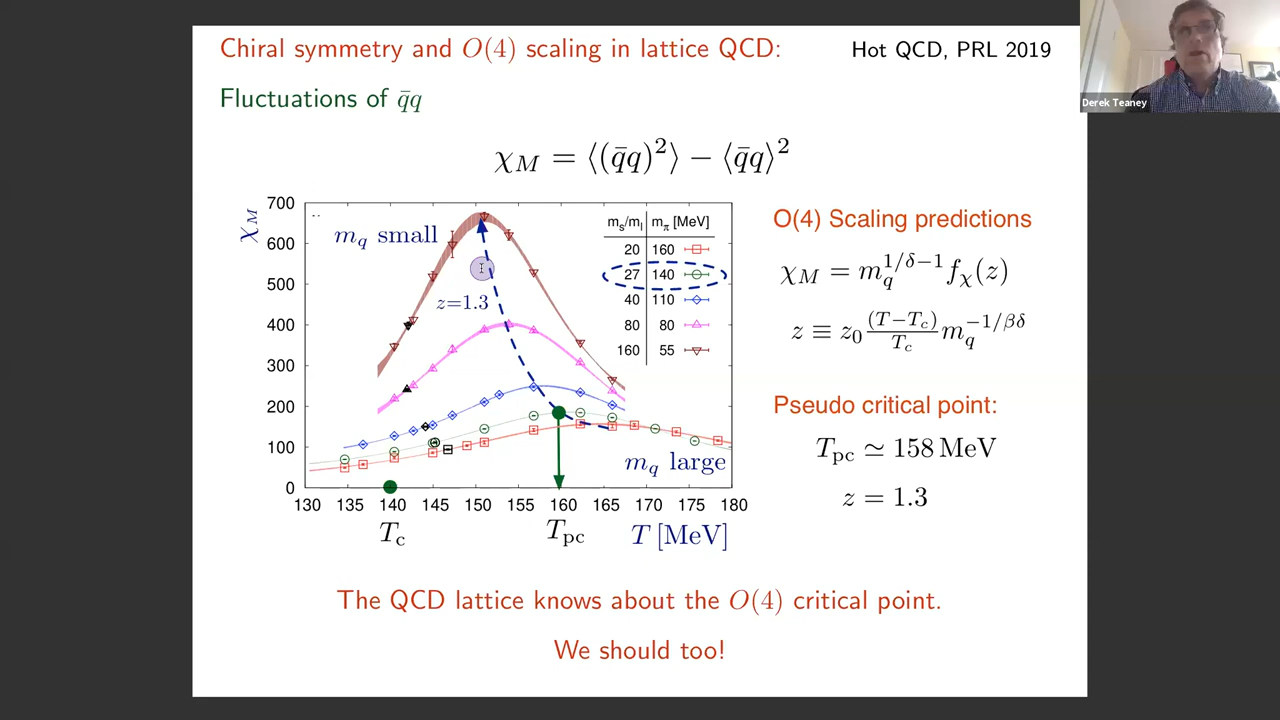 Chiral symmetry and O(4) scaling in lattice QCD:
Hot QCD, PRL 2019
Derek Teaney
Fluctuations of q̄q
χ_M = ⟨(q̄q)²⟩ − ⟨q̄q⟩²
χ_M
700
600
500
400
300
200
100
0
m_q small
z=1.3
m_q large
m_s/m_l m_π [MeV]
20 160
27 140
40 110
80 80
160 55
130 135 140 145 150 155 160 165 170 175 180
T_c
T_pc
T [MeV]
O(4) Scaling predictions
χ_M = m_q^{1/δ−1} f_χ(z)
z ≡ z_0 (T−T_c)/T_c m_q^{−1/βδ}
Pseudo critical point:
T_pc ≃ 158 MeV
z = 1.3
The QCD lattice knows about the O(4) critical point.
We should too!